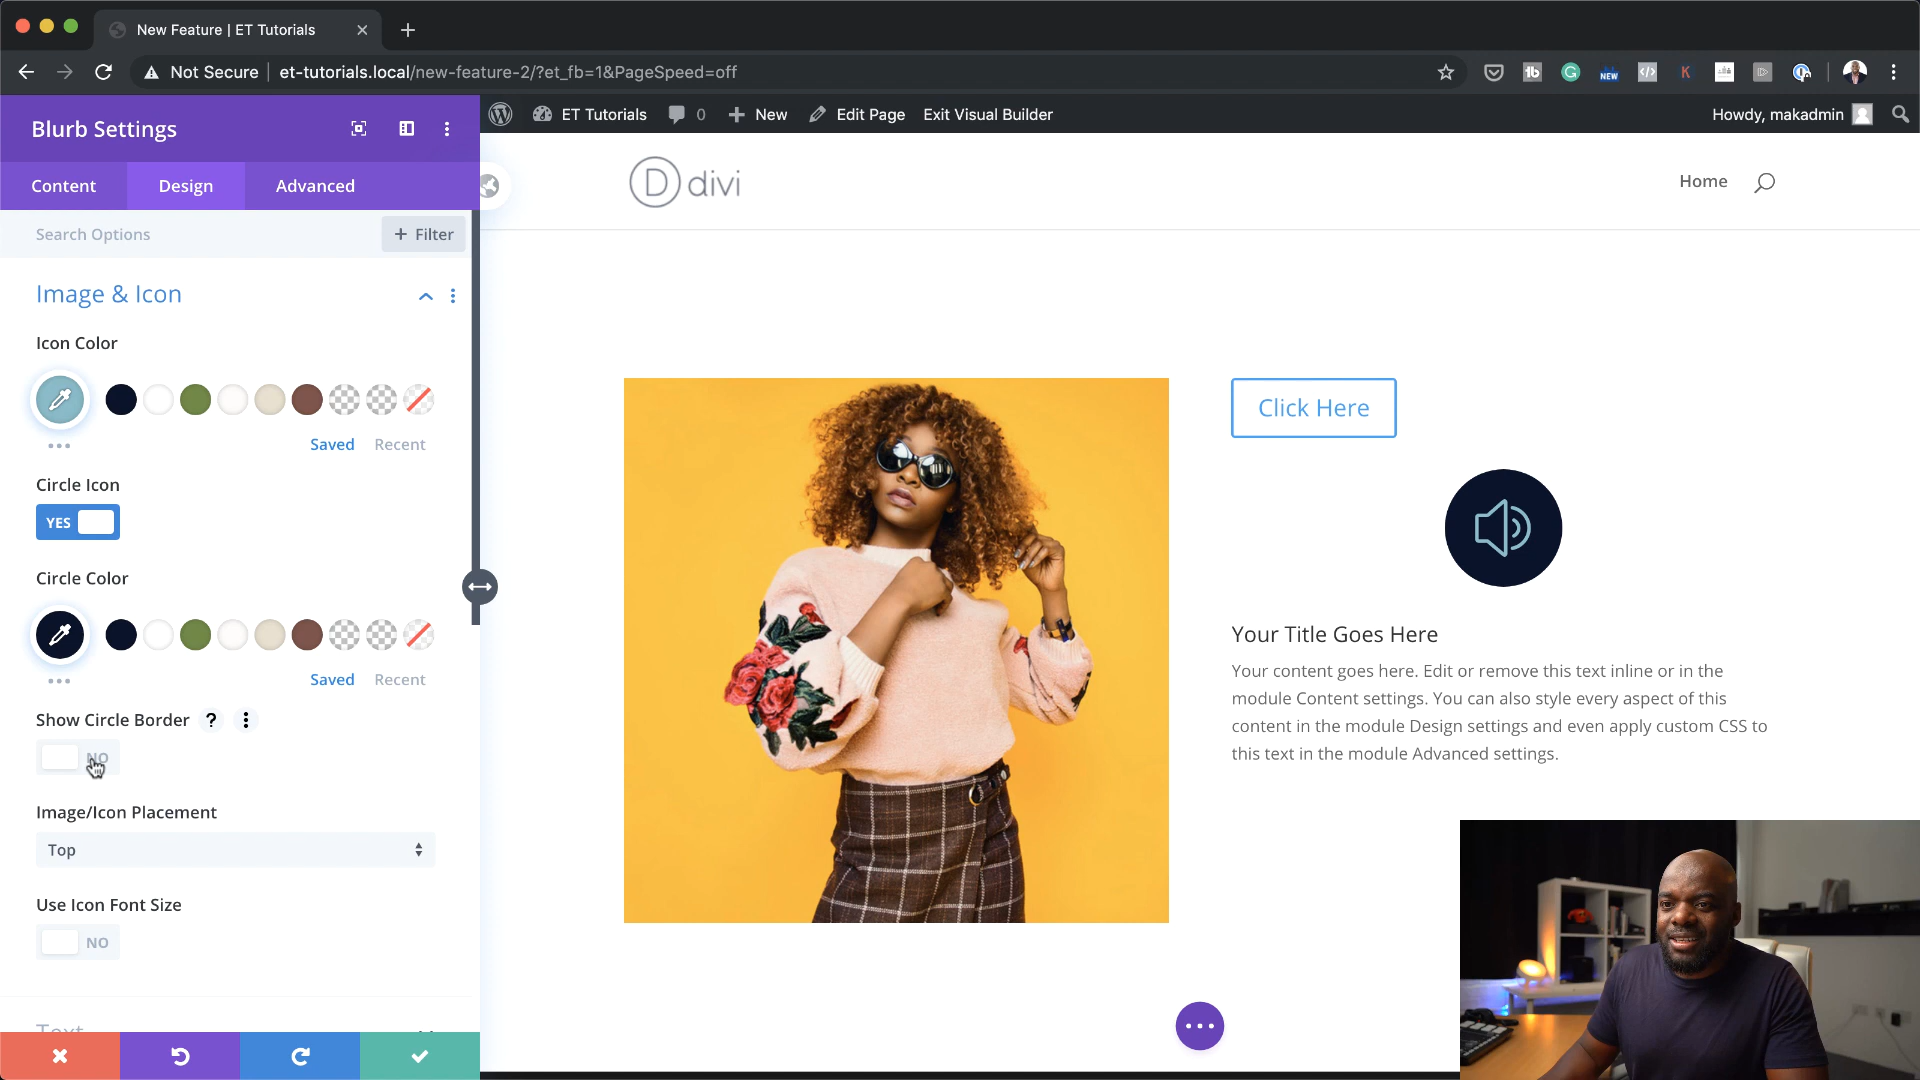 New Feature | ET Tutorials
Not Secure
et-tutorials.local/new-feature-2/?et_fb=1&PageSpeed=off
NEW
Blurb Settings
ET Tutorials
0
New
Edit Page
Exit Visual Builder
Howdy, makadmin
Content
Design
Advanced
divi
Home
Search Options
+ Filter
Image & Icon
Icon Color
Saved
Recent
Circle Icon
YES
Circle Color
Saved
Recent
Show Circle Border
?
NO
Image/Icon Placement
Top
Use Icon Font Size
NO
Text
Click Here
Your Title Goes Here
Your content goes here. Edit or remove this text inline or in the
module Content settings. You can also style every aspect of this
content in the module Design settings and even apply custom CSS to
this text in the module Advanced settings.